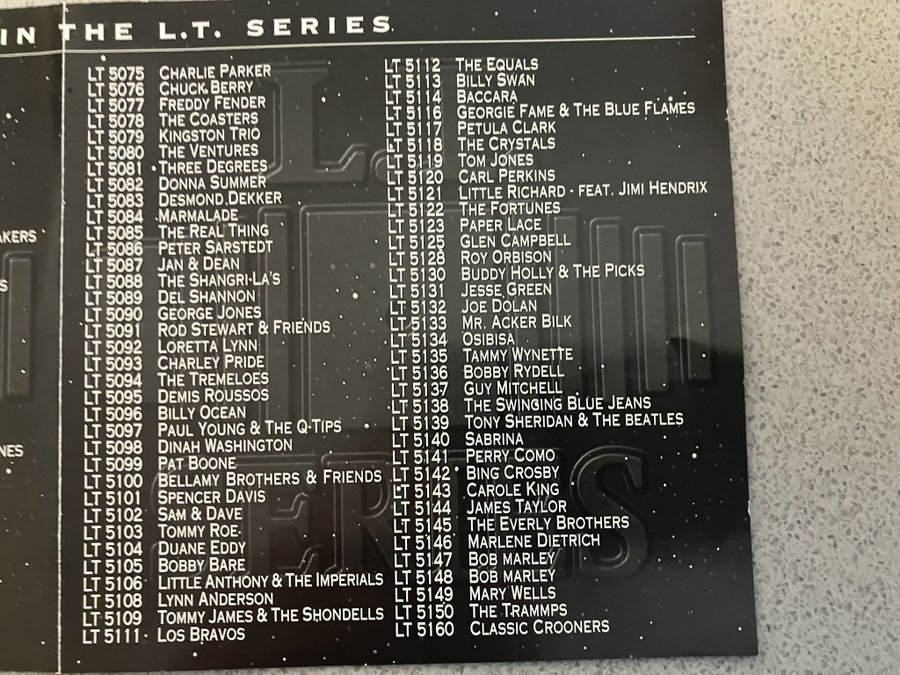 IN THE L.T. SERIES
AKERS
S
NES
LT 5075 CHARLIE PARKER
LT 5076 CHUCK BERRY
LT 5077 FREDDY FENDER
LT 5078 THE COASTERS
LT 5079 KINGSTON TRIO
LT 5080 THE VENTURES
LT 5081 THREE DEGREES
LT 5082 DONNA SUMMER
LT 5083 DESMOND DEKKER
LT 5084 MARMALADE
LT 5085 THE REAL THING
LT 5086 PETER SARSTEDT
LT 5087 JAN & DEAN
LT 5088 THE SHANGRI-LA'S
LT 5089 DEL SHANNON
LT 5090 GEORGE JONES
LT 5091 ROD STEWART & FRIENDS
LT 5092 LORETTA LYNN
LT 5093 CHARLEY PRIDE
LT 5094 THE TREMELOES
LT 5095 DEMIS ROUSSOS
LT 5096 BILLY OCEAN
LT 5097 PAUL YOUNG & THE Q-TIPS
LT 5098 DINAH WASHINGTON
LT 5099 PAT BOONE
LT 5100 BELLAMY BROTHERS & FRIENDS
LT 5101 SPENCER DAVIS
LT 5102 SAM & DAVE
LT 5103 TOMMY ROE
LT 5104 DUANE EDDY
LT 5105 BOBBY BARE
LT 5106 LITTLE ANTHONY & THE IMPERIALS
LT 5108 LYNN ANDERSON
LT 5109 TOMMY JAMES & THE SHONDELLS
LT 5111 LOS BRAVOS
LT 5112 THE EQUALS
LT 5113 BILLY SWAN
LT 5114 BACCARA
LT 5116 GEORGIE FAME & THE BLUE FLAMES
LT 5117 PETULA CLARK
LT 5118 THE CRYSTALS
LT 5119 TOM JONES
LT 5120 CARL PERKINS
LT 5121 LITTLE RICHARD - FEAT. JIMI HENDRIX
LT 5122 THE FORTUNES
LT 5123 PAPER LACE
LT 5125 GLEN CAMPBELL
LT 5128 ROY ORBISON
LT 5130 BUDDY HOLLY & THE PICKS
LT 5131 JESSE GREEN
LT 5132 JOE DOLAN
LT 5133 MR. ACKER BILK
LT 5134 OSIBISA
LT 5135 TAMMY WYNETTE
LT 5136 BOBBY RYDELL
LT 5137 GUY MITCHELL
LT 5138 THE SWINGING BLUE JEANS
LT 5139 TONY SHERIDAN & THE BEATLES
LT 5140 SABRINA
LT 5141 PERRY COMO
LT 5142 BING CROSBY
LT 5143 CAROLE KING
LT 5144 JAMES TAYLOR
LT 5145 THE EVERLY BROTHERS
LT 5146 MARLENE DIETRICH
LT 5147 BOB MARLEY
LT 5148 BOB MARLEY
LT 5149 MARY WELLS
LT 5150 THE TRAMMPS
LT 5160 CLASSIC CROONERS
L.T.
SERIES